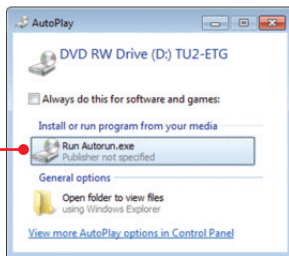 AutoPlay
DVD RW Drive (D:) TU2-ETG
Always do this for software and games:
Install or run program from your media
Run Autorun.exe
Publisher not specified
General options
Open folder to view files
using Windows Explorer
View more AutoPlay options in Control Panel